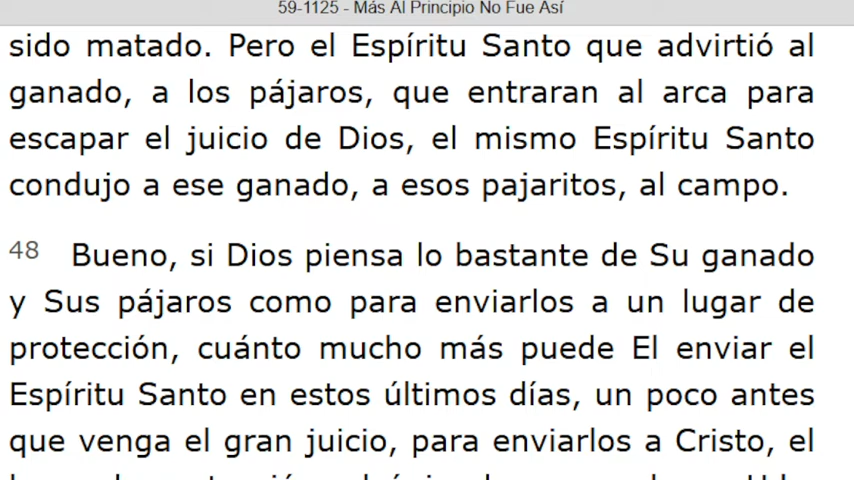 59-1125 - Más Al Principio No Fue Así
sido matado. Pero el Espíritu Santo que advirtió al
ganado, a los pájaros, que entraran al arca para
escapar el juicio de Dios, el mismo Espíritu Santo
condujo a ese ganado, a esos pajaritos, al campo.
48 Bueno, si Dios piensa lo bastante de Su ganado
y Sus pájaros como para enviarlos a un lugar de
protección, cuánto mucho más puede El enviar el
Espíritu Santo en estos últimos días, un poco antes
que venga el gran juicio, para enviarlos a Cristo, el